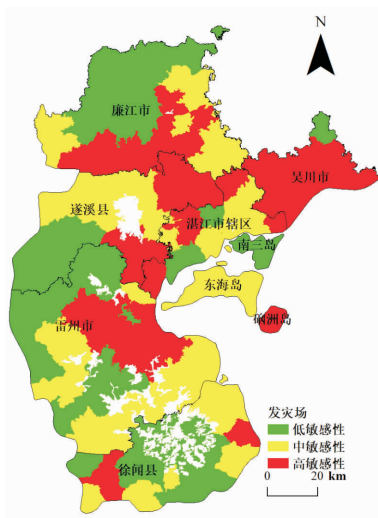 N
廉江市
吴川市
遂溪县
湛江市辖区
南三岛
东海岛
硇洲岛
雷州市
发灾场
低敏感性
中敏感性
高敏感性
徐闻县
0 20 km